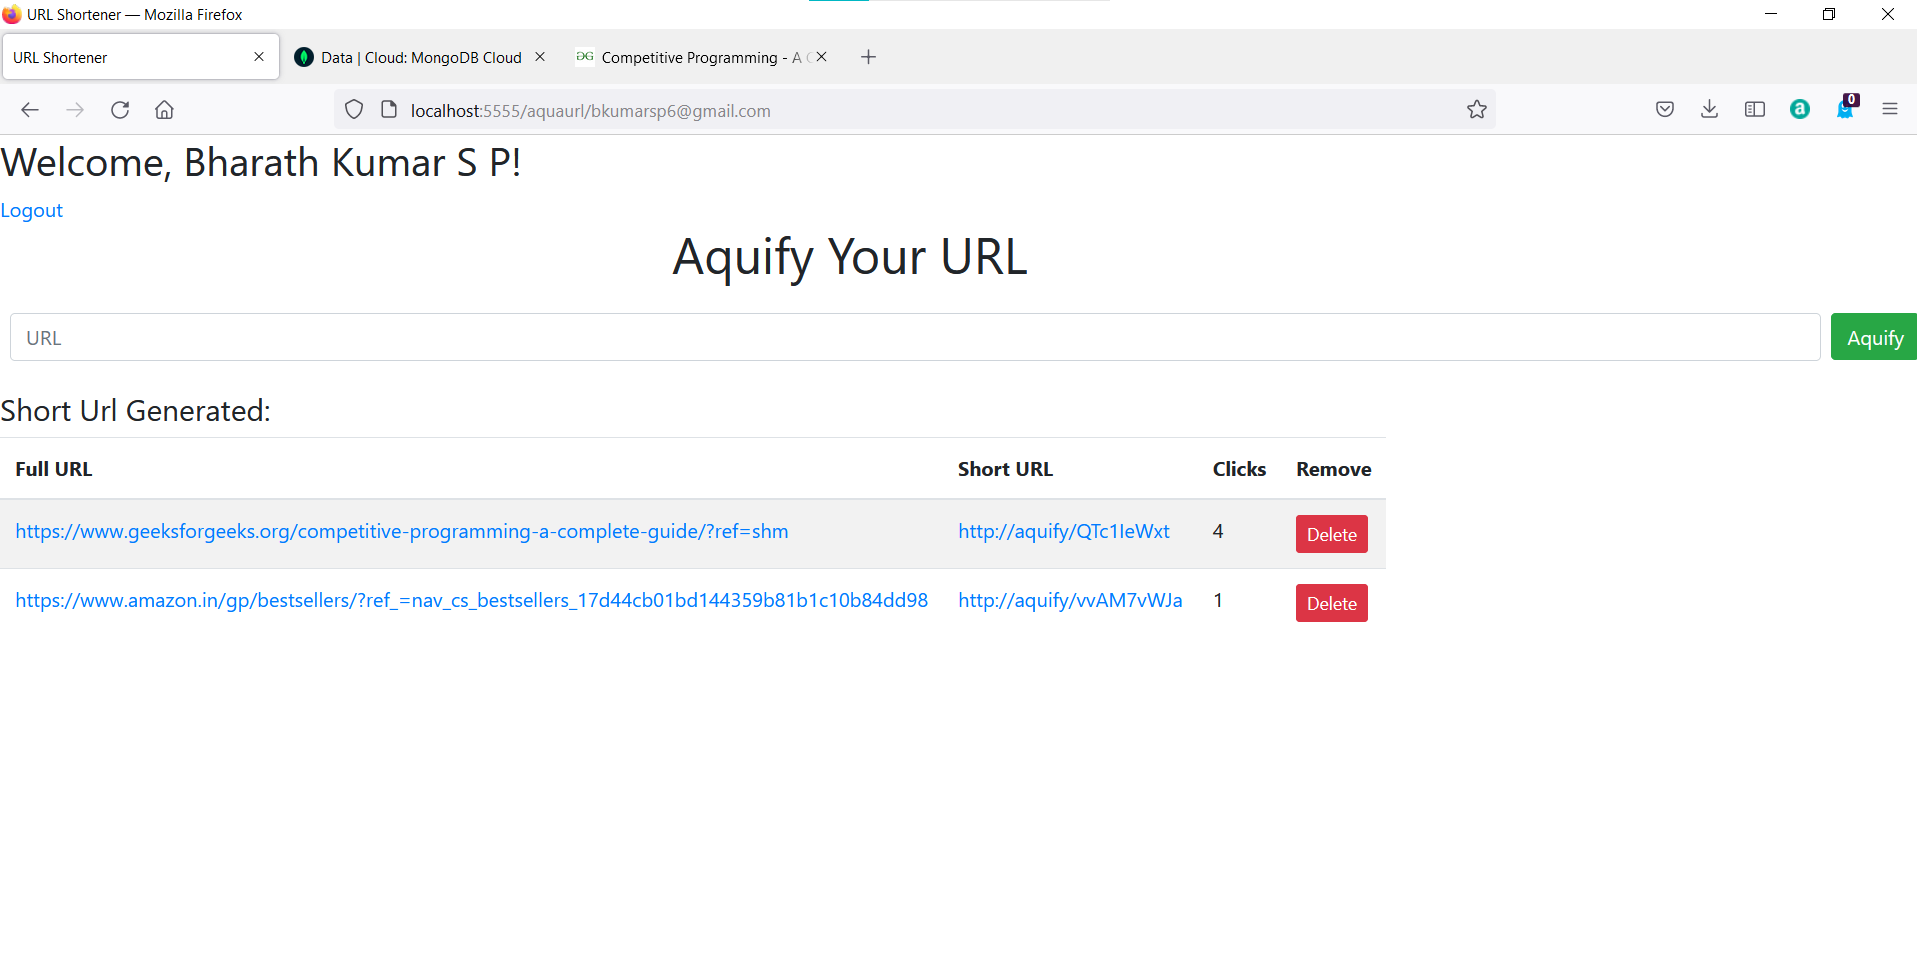 URL Shortener — Mozilla Firefox
URL Shortener
Data | Cloud: MongoDB Cloud
Competitive Programming - A
localhost:5555/aquaurl/bkumarsp6@gmail.com
0
Welcome, Bharath Kumar S P!
Logout
Aquify Your URL
URL
Aquify
Short Url Generated:
Full URL Short URL Clicks Remove
https://www.geeksforgeeks.org/competitive-programming-a-complete-guide/?ref=shm http://aquify/QTc1IeWxt 4 Delete
https://www.amazon.in/gp/bestsellers/?ref_=nav_cs_bestsellers_17d44cb01bd144359b81b1c10b84dd98 http://aquify/vvAM7vWJa 1 Delete